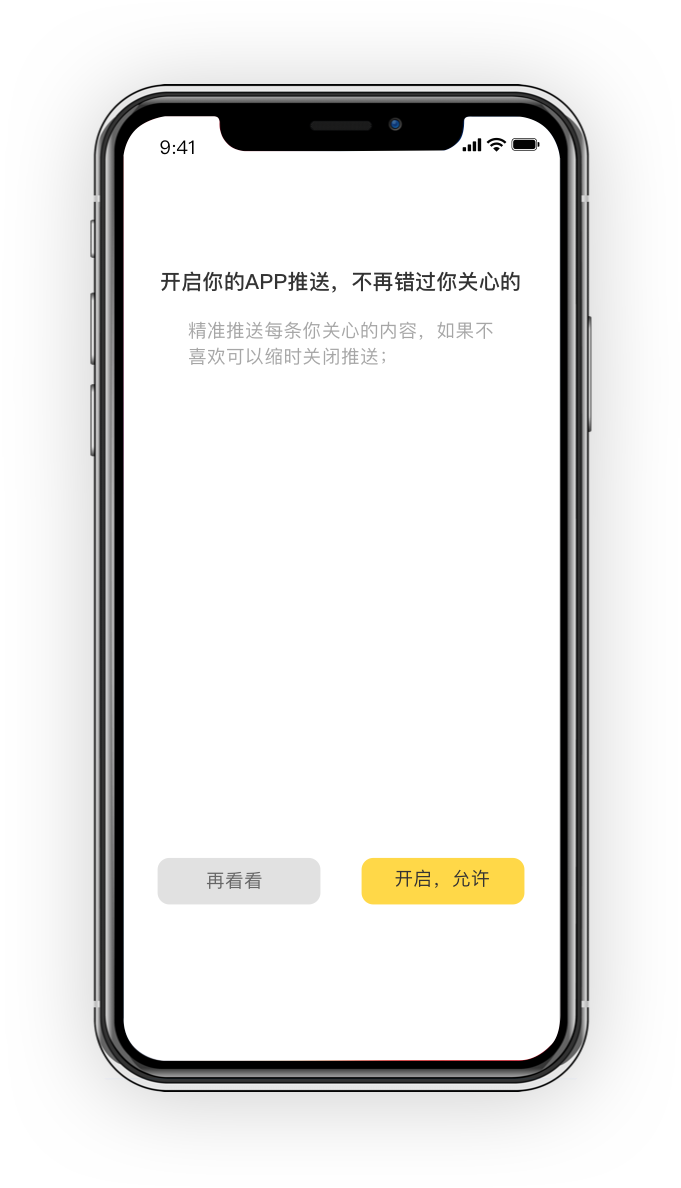 9:41
开启你的APP推送，不再错过你关心的
精准推送每条你关心的内容，如果不
喜欢可以缩时关闭推送；
再看看
开启，允许